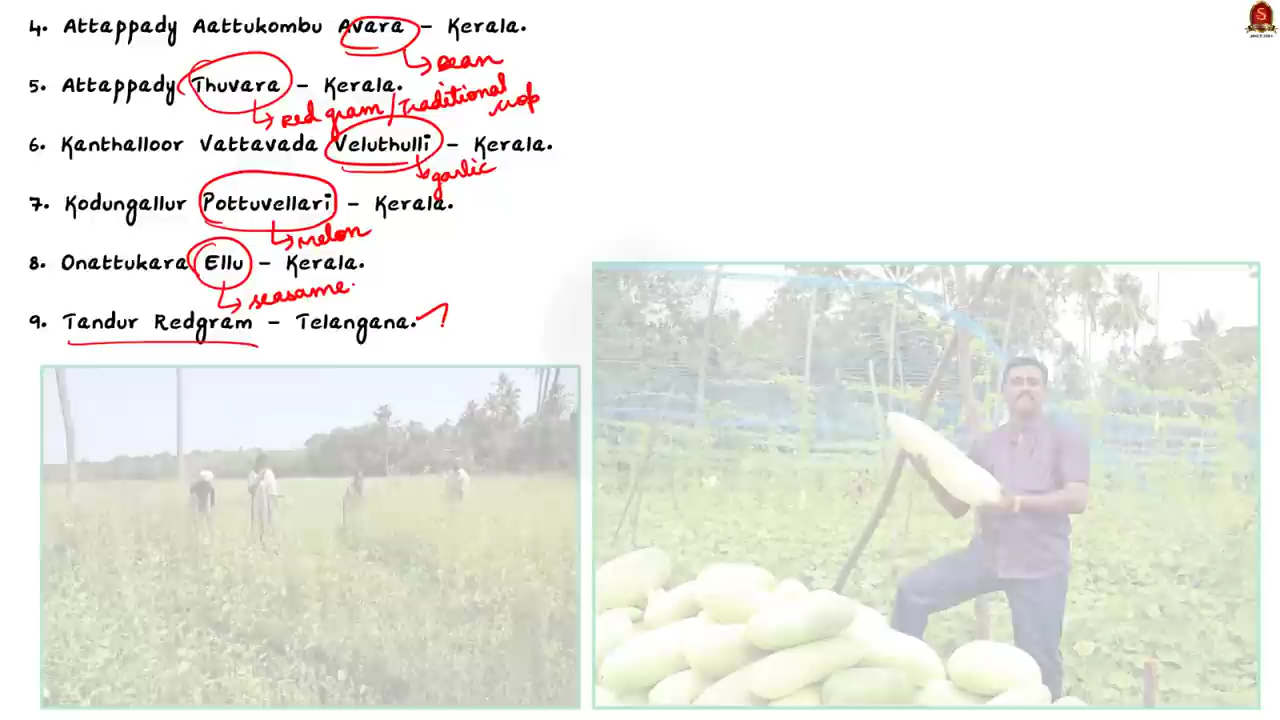 4. Attappady Aattukombu Avara - Kerala.
bean
5. Attappady Thuvara - Kerala.
Red gram / Traditional crop
6. Kanthalloor Vattavada Veluthulli - Kerala.
garlic
7. Kodungallur Pottuvellari - Kerala.
Melon
8. Onattukara Ellu - Kerala.
seasame.
9. Tandur Redgram - Telangana.